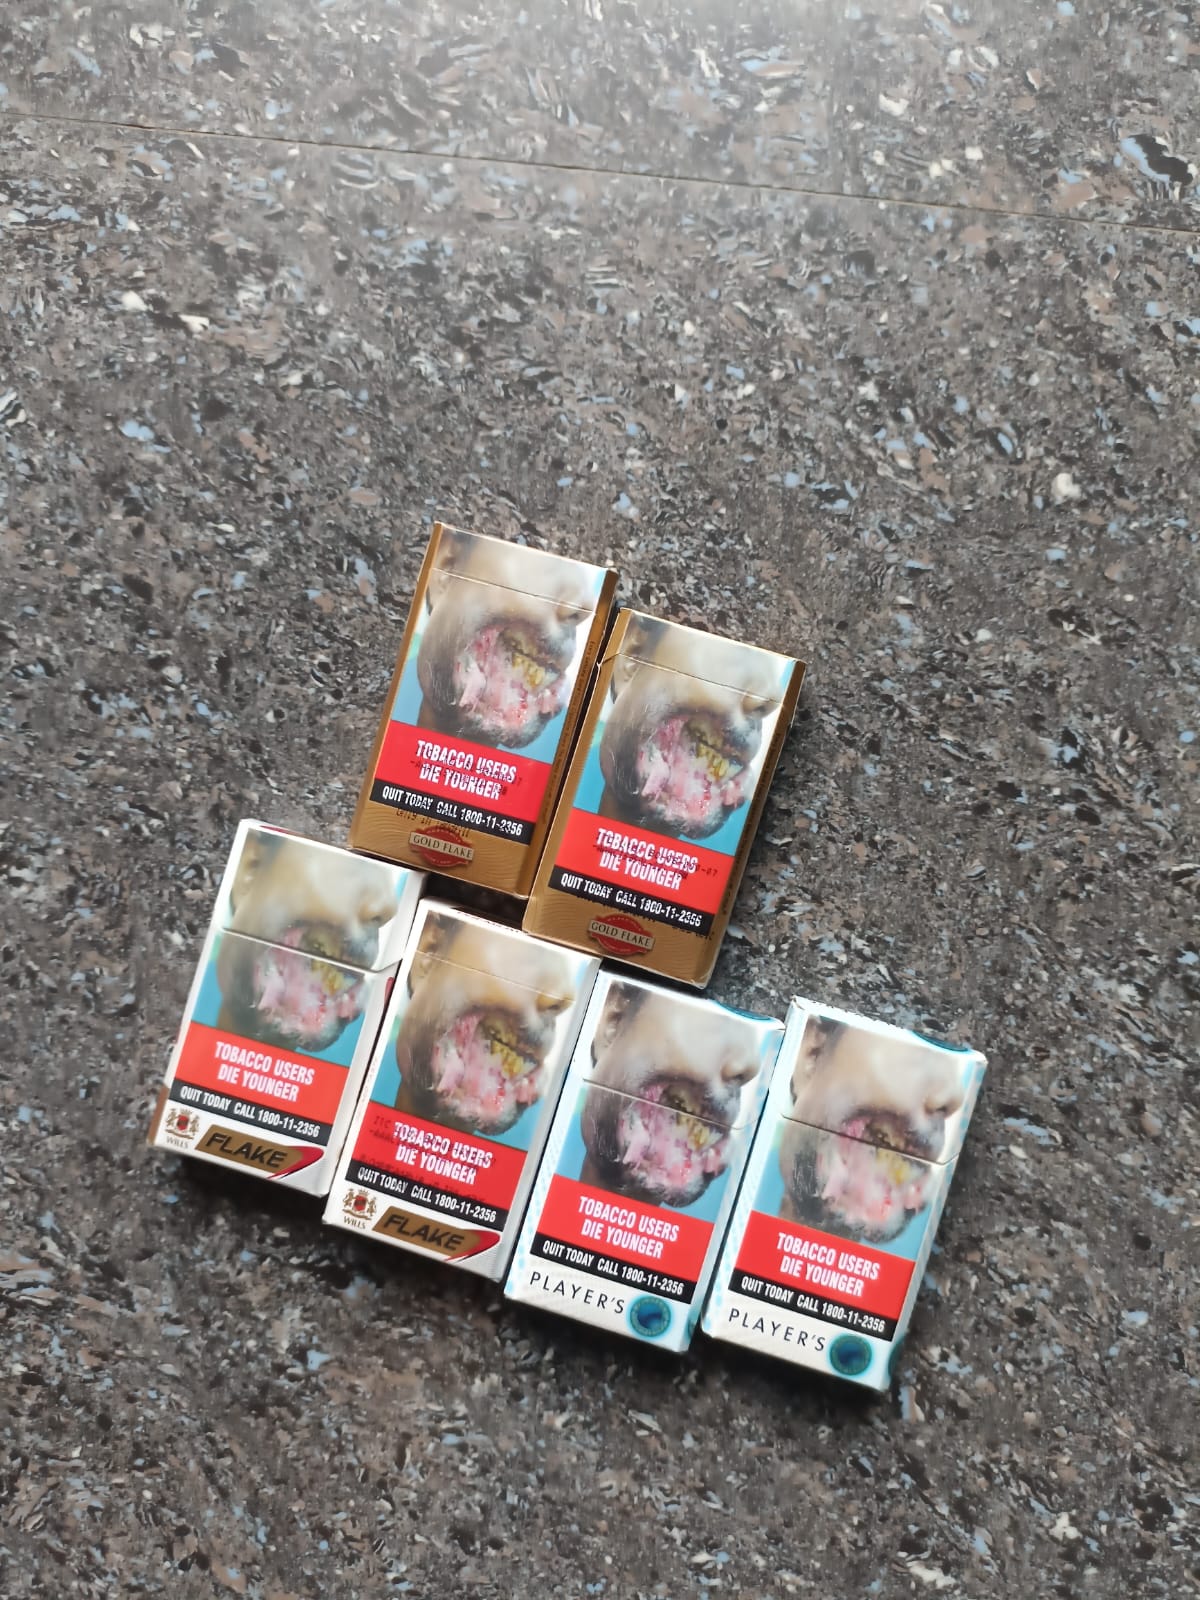 TOBACCO USERS
DIE YOUNGER
QUIT TODAY CALL 1800-11-2356
GOLD FLAKE
TOBACCO USERS
DIE YOUNGER
QUIT TODAY CALL 1800-11-2356
GOLD FLAKE
TOBACCO USERS
DIE YOUNGER
QUIT TODAY CALL 1800-11-2356
WILLS
FLAKE
TOBACCO USERS
DIE YOUNGER
QUIT TODAY CALL 1800-11-2356
WILLS
FLAKE
TOBACCO USERS
DIE YOUNGER
QUIT TODAY CALL 1800-11-2356
PLAYER'S
TOBACCO USERS
DIE YOUNGER
QUIT TODAY CALL 1800-11-2356
PLAYER'S